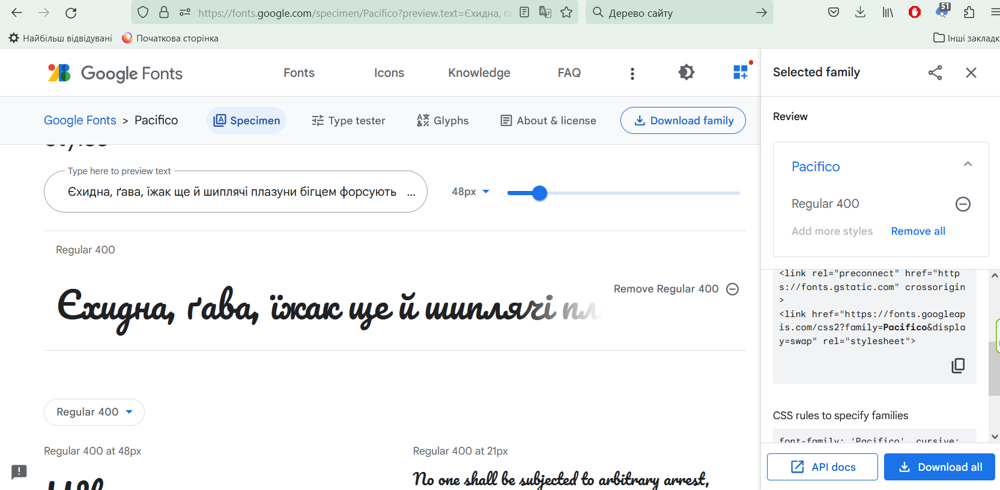 https://fonts.google.com/specimen/Pacifico?preview.text=Єхидна, ґа
Дерево сайту
51
Найбільш відвідувані
Початкова сторінка
Інші закладк
Google Fonts
Fonts
Icons
Knowledge
FAQ
Google Fonts > Pacifico
Specimen
Type tester
Glyphs
About & license
Download family
Styles
Type here to preview text
Єхидна, ґава, їжак ще й шиплячі плазуни бігцем форсують ...
48px
Regular 400
Єхидна, ґава, їжак ще й шиплячі пл
Remove Regular 400
Regular 400
Regular 400 at 48px
Regular 400 at 21px
No one shall be subjected to arbitrary arrest,
Selected family
Review
Pacifico
Regular 400
Add more styles
Remove all
<link rel="preconnect" href="http
s://fonts.gstatic.com" crossorigin
>
<link href="https://fonts.googleap
is.com/css2?family=Pacifico&displa
y=swap" rel="stylesheet">
CSS rules to specify families
font-family: 'Pacifico', cursive;
API docs
Download all